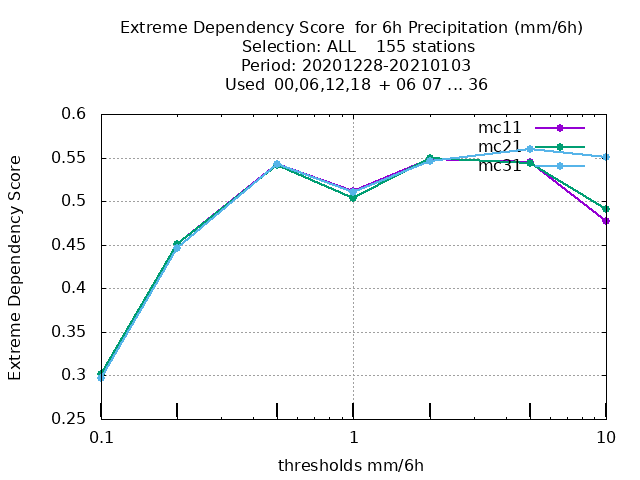 Extreme Dependency Score  for 6h Precipitation (mm/6h)
Selection: ALL    155 stations
Period: 20201228-20210103
Used  00,06,12,18 + 06 07 ... 36
mc11
mc21
mc31
0.6
0.55
0.5
0.45
0.4
0.35
0.3
0.25
Extreme Dependency Score
0.1 1 10
thresholds mm/6h